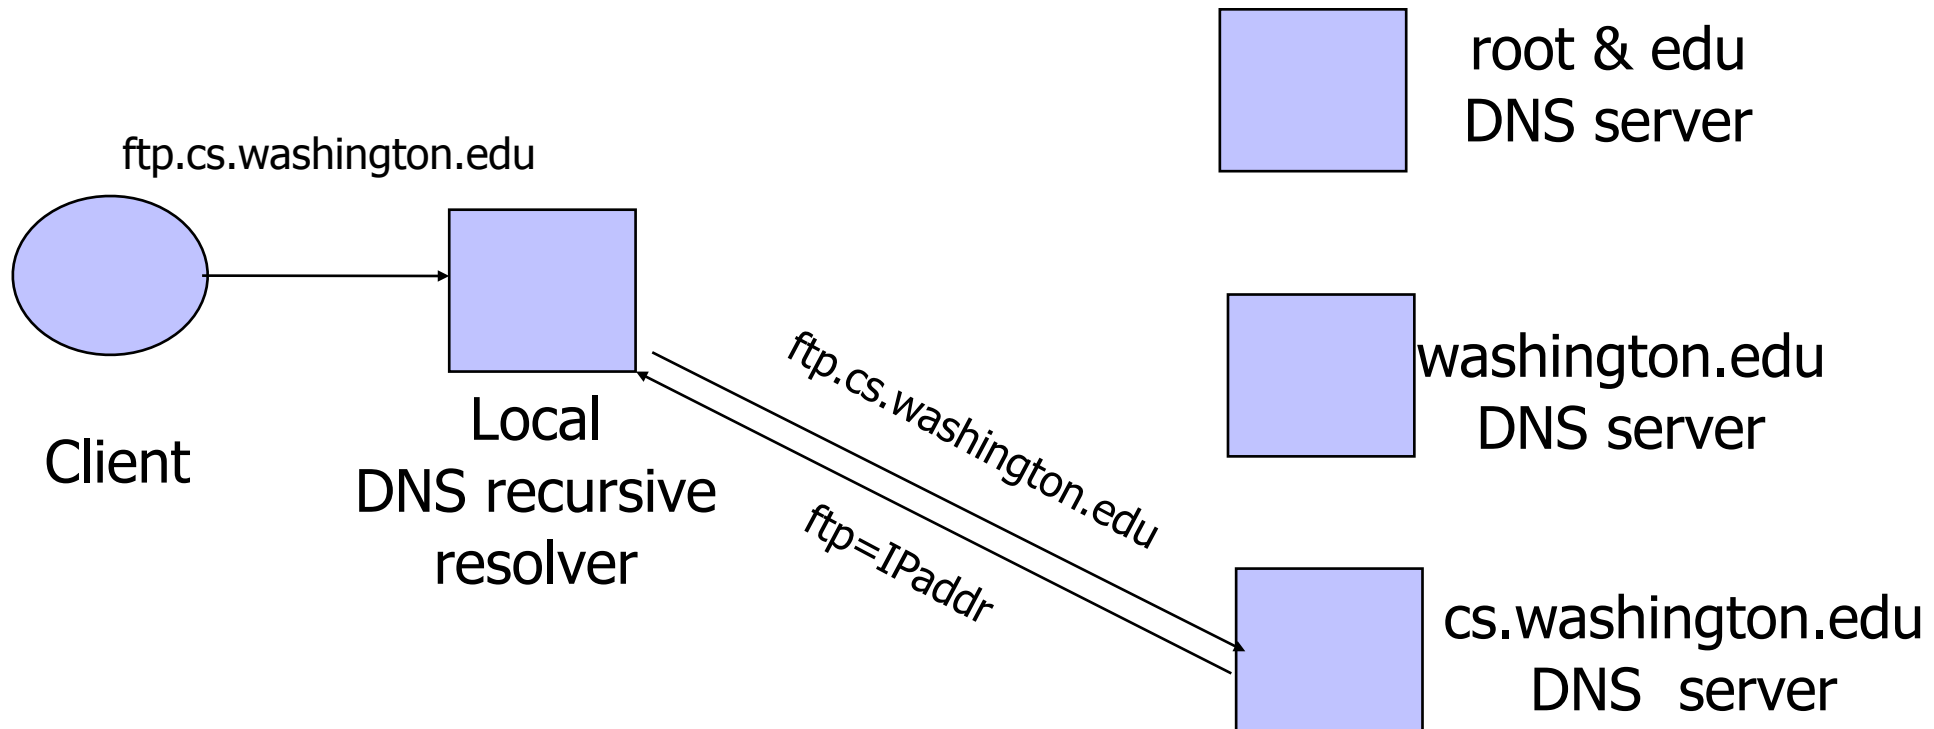 root & edu
DNS server
ftp.cs.washington.edu
Client
Local
DNS recursive
resolver
ftp.cs.washington.edu
ftp=IPaddr
washington.edu
DNS server
cs.washington.edu
DNS server